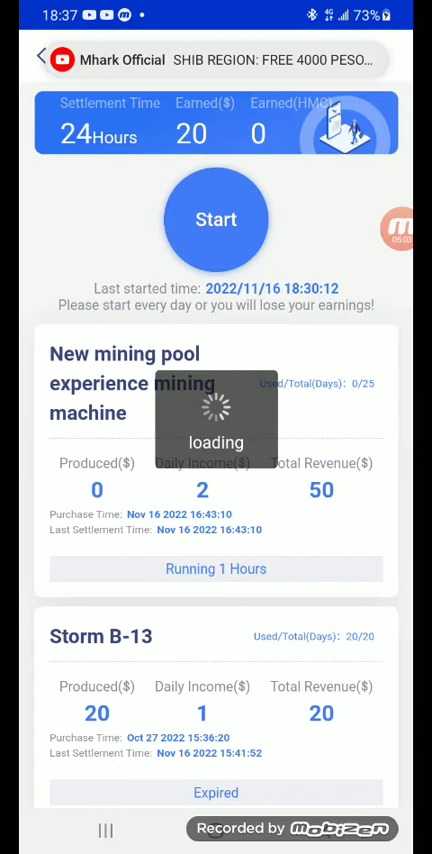 18:37
73%
Mhark Official SHIB REGION: FREE 4000 PESO...
Settlement Time Earned($) Earned(HMC)
24Hours 20 0
Start
05:03
Last started time: 2022/11/16 18:30:12
Please start every day or you will lose your earnings!
New mining pool
experience mining
machine
Used/Total(Days): 0/25
loading
Produced($) Daily Income($) Total Revenue($)
0 2 50
Purchase Time: Nov 16 2022 16:43:10
Last Settlement Time: Nov 16 2022 16:43:10
Running 1 Hours
Storm B-13 Used/Total(Days): 20/20
Produced($) Daily Income($) Total Revenue($)
20 1 20
Purchase Time: Oct 27 2022 15:36:20
Last Settlement Time: Nov 16 2022 15:41:52
Expired
Recorded by mobizen